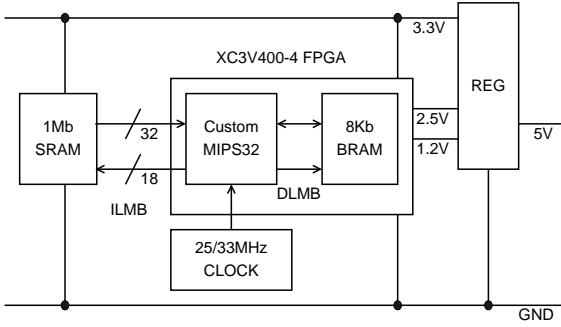 3.3V
XC3V400-4 FPGA
REG
1Mb
SRAM
32
Custom
MIPS32
8Kb
BRAM
2.5V
5V
1.2V
18
ILMB
DLMB
25/33MHz
CLOCK
GND